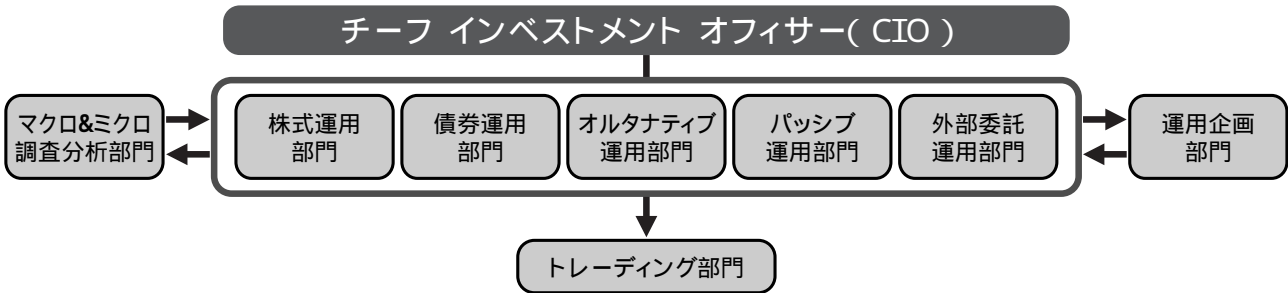 チーフ インベストメント オフィサー( CIO )
マクロ&ミクロ
調査分析部門
株式運用
部門
債券運用
部門
オルタナティブ
運用部門
パッシブ
運用部門
外部委託
運用部門
運用企画
部門
トレーディング部門